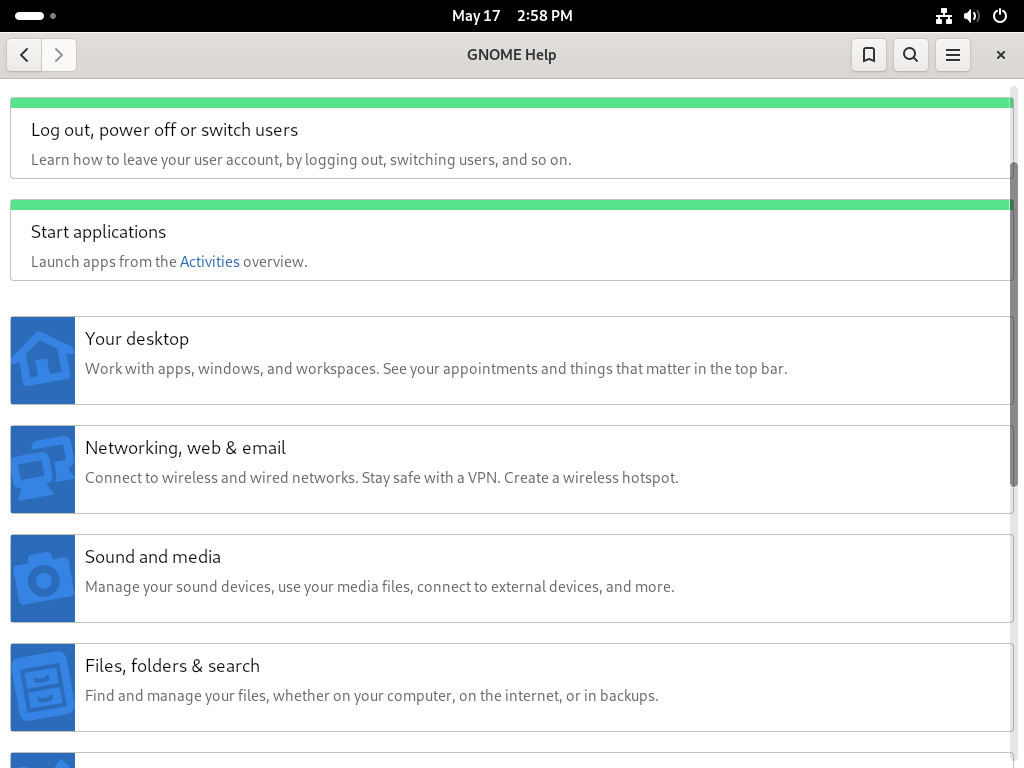 May 17 2:58 PM
GNOME Help
Log out, power off or switch users
Learn how to leave your user account, by logging out, switching users, and so on.
Start applications
Launch apps from the Activities overview.
Your desktop
Work with apps, windows, and workspaces. See your appointments and things that matter in the top bar.
Networking, web & email
Connect to wireless and wired networks. Stay safe with a VPN. Create a wireless hotspot.
Sound and media
Manage your sound devices, use your media files, connect to external devices, and more.
Files, folders & search
Find and manage your files, whether on your computer, on the internet, or in backups.